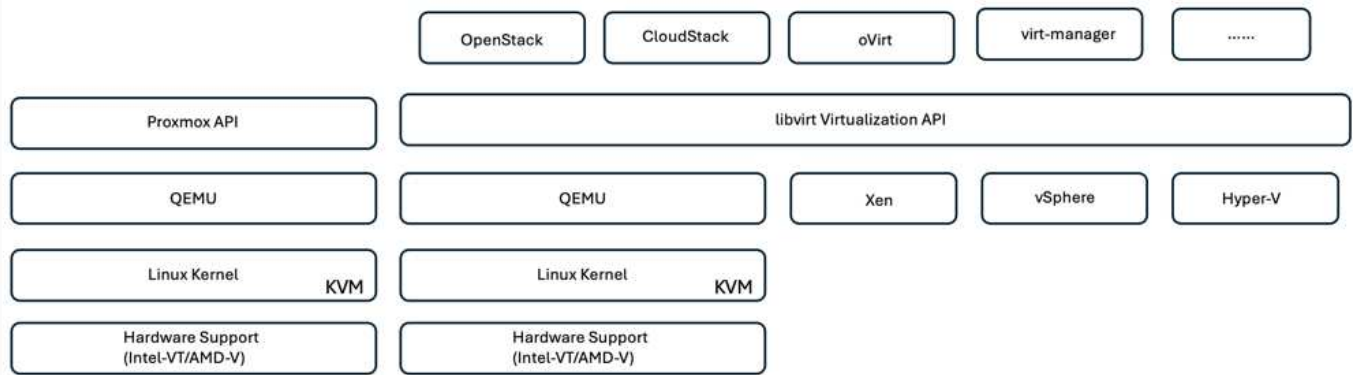 OpenStack
CloudStack
oVirt
virt-manager
......
Proxmox API
libvirt Virtualization API
QEMU
QEMU
Xen
vSphere
Hyper-V
Linux Kernel
KVM
Linux Kernel
KVM
Hardware Support
(Intel-VT/AMD-V)
Hardware Support
(Intel-VT/AMD-V)